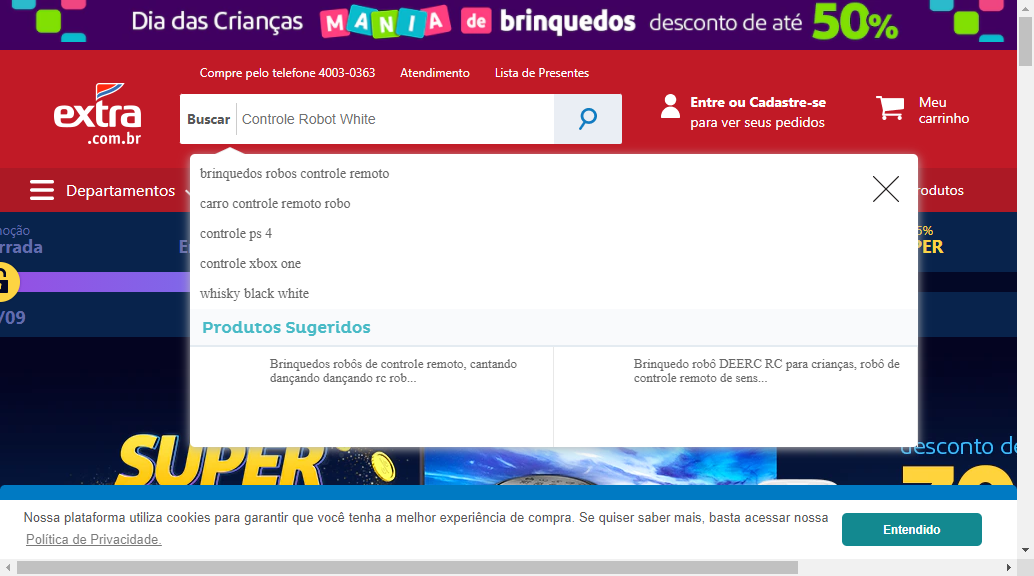 Dia das Crianças MANIA de brinquedos desconto de até 50%
Compre pelo telefone 4003-0363 Atendimento Lista de Presentes
extra
.com.br
Buscar Controle Robot White
Entre ou Cadastre-se
para ver seus pedidos
Meu
carrinho
Departamentos
brinquedos robos controle remoto
carro controle remoto robo
controle ps 4
controle xbox one
whisky black white
Produtos Sugeridos
Brinquedos robôs de controle remoto, cantando
dançando dançando rc rob...
Brinquedo robô DEERC RC para crianças, robô de
controle remoto de sens...
/09
SUPER
desconto de
70
Nossa plataforma utiliza cookies para garantir que você tenha a melhor experiência de compra. Se quiser saber mais, basta acessar nossa
Política de Privacidade.
Entendido